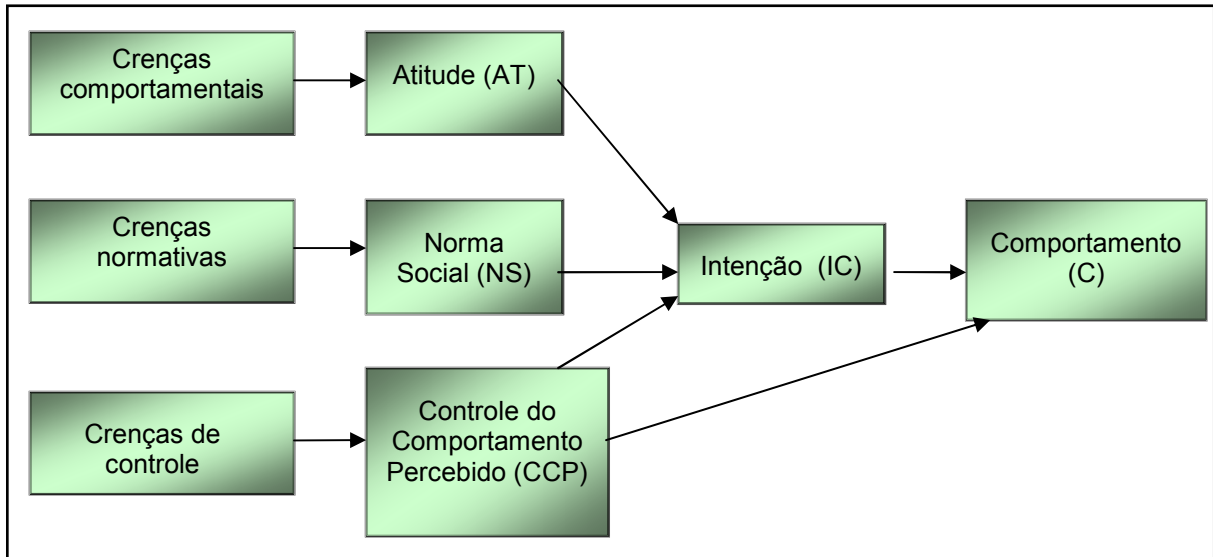 Crenças
comportamentais
Atitude (AT)
Crenças
normativas
Norma
Social (NS)
Intenção (IC)
Comportamento
(C)
Crenças de
controle
Controle do
Comportamento
Percebido (CCP)